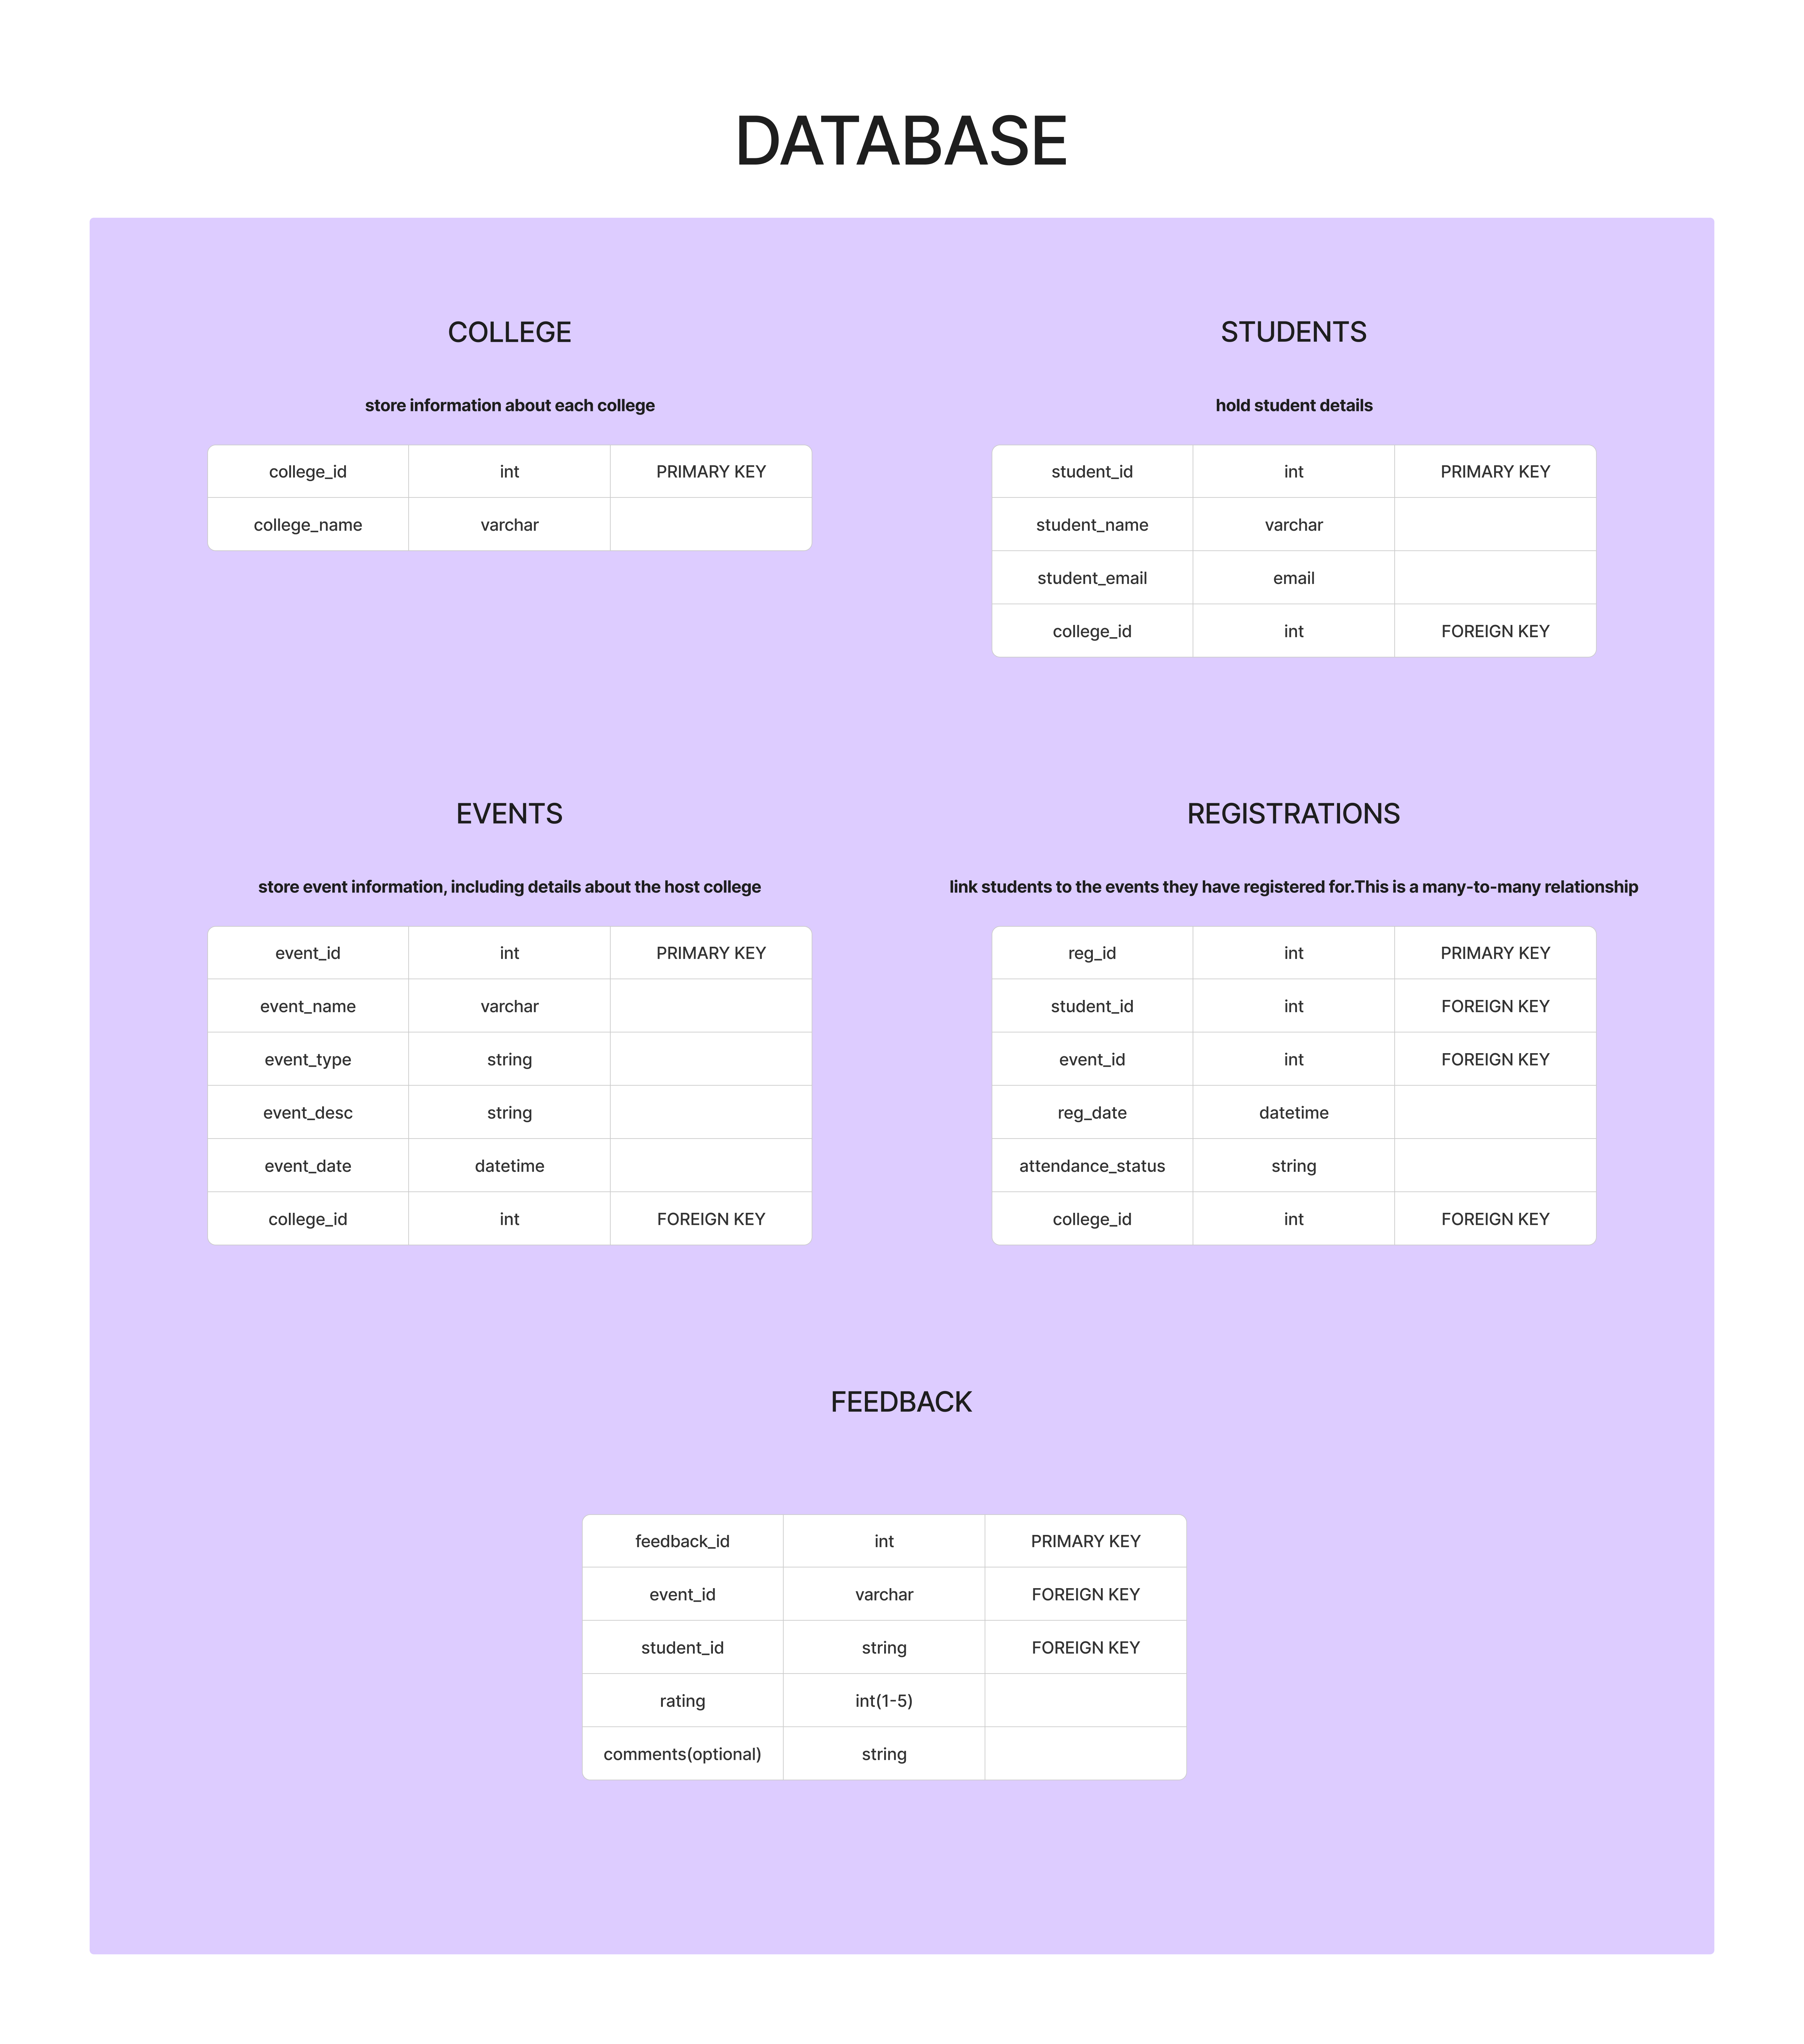 DATABASE
COLLEGE
store information about each college
college_id int PRIMARY KEY
college_name varchar
STUDENTS
hold student details
student_id int PRIMARY KEY
student_name varchar
student_email email
college_id int FOREIGN KEY
EVENTS
store event information, including details about the host college
event_id int PRIMARY KEY
event_name varchar
event_type string
event_desc string
event_date datetime
college_id int FOREIGN KEY
REGISTRATIONS
link students to the events they have registered for.This is a many-to-many relationship
reg_id int PRIMARY KEY
student_id int FOREIGN KEY
event_id int FOREIGN KEY
reg_date datetime
attendance_status string
college_id int FOREIGN KEY
FEEDBACK
feedback_id int PRIMARY KEY
event_id varchar FOREIGN KEY
student_id string FOREIGN KEY
rating int(1-5)
comments(optional) string